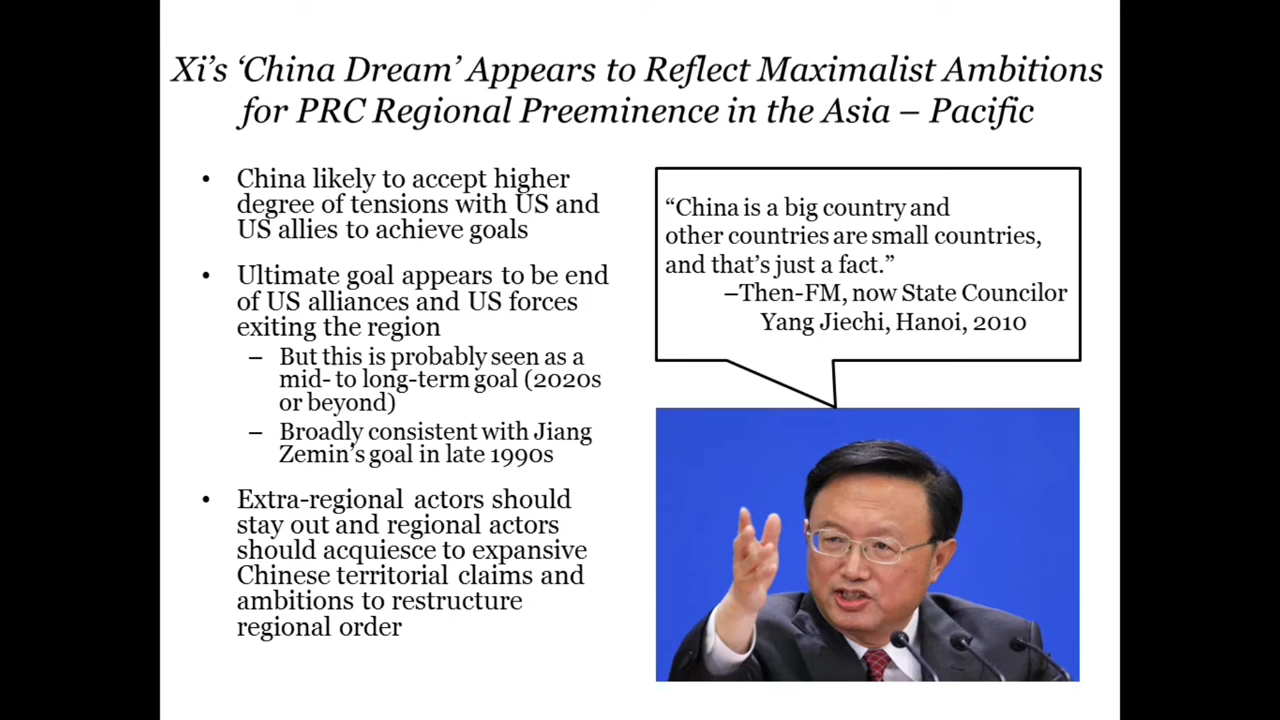 Xi’s ‘China Dream’ Appears to Reflect Maximalist Ambitions
for PRC Regional Preeminence in the Asia – Pacific
• China likely to accept higher
degree of tensions with US and
US allies to achieve goals
• Ultimate goal appears to be end
of US alliances and US forces
exiting the region
– But this is probably seen as a
mid- to long-term goal (2020s
or beyond)
– Broadly consistent with Jiang
Zemin’s goal in late 1990s
• Extra-regional actors should
stay out and regional actors
should acquiesce to expansive
Chinese territorial claims and
ambitions to restructure
regional order
“China is a big country and
other countries are small countries,
and that’s just a fact.”
–Then-FM, now State Councilor
Yang Jiechi, Hanoi, 2010